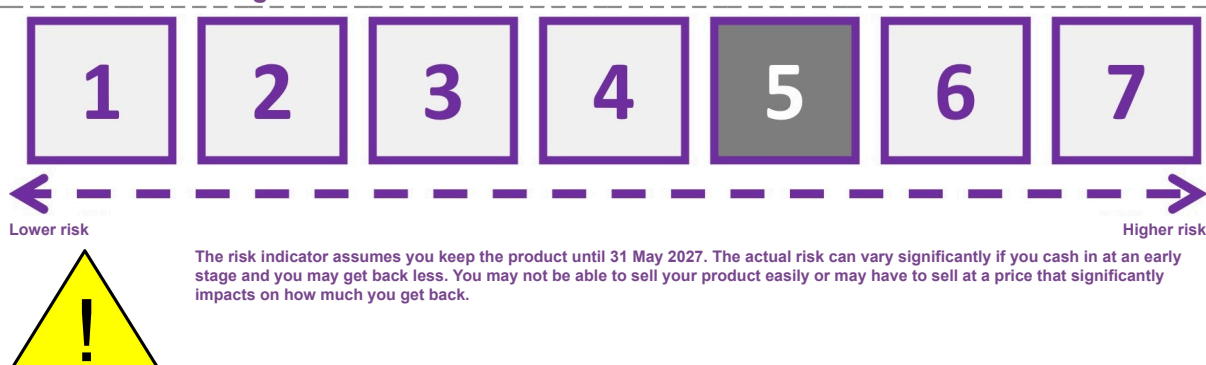 1 2 3 4 5 6 7
Lower risk Higher risk
The risk indicator assumes you keep the product until 31 May 2027. The actual risk can vary significantly if you cash in at an early
stage and you may get back less. You may not be able to sell your product easily or may have to sell at a price that significantly
impacts on how much you get back.
!